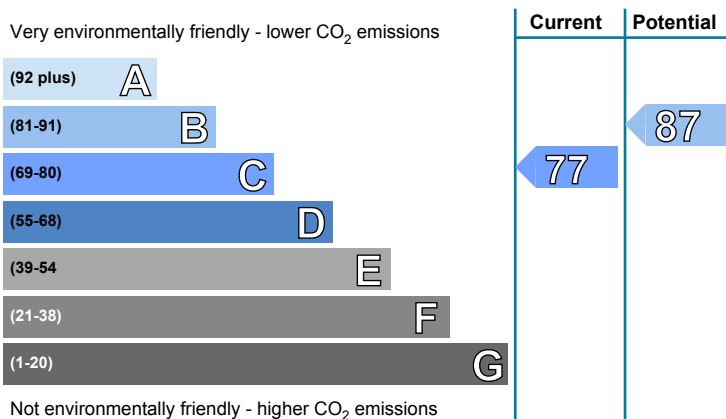 Current Potential
Very environmentally friendly - lower CO2 emissions
(92 plus) A
(81-91) B
87
(69-80) C
77
(55-68) D
(39-54 E
(21-38) F
(1-20) G
Not environmentally friendly - higher CO2 emissions